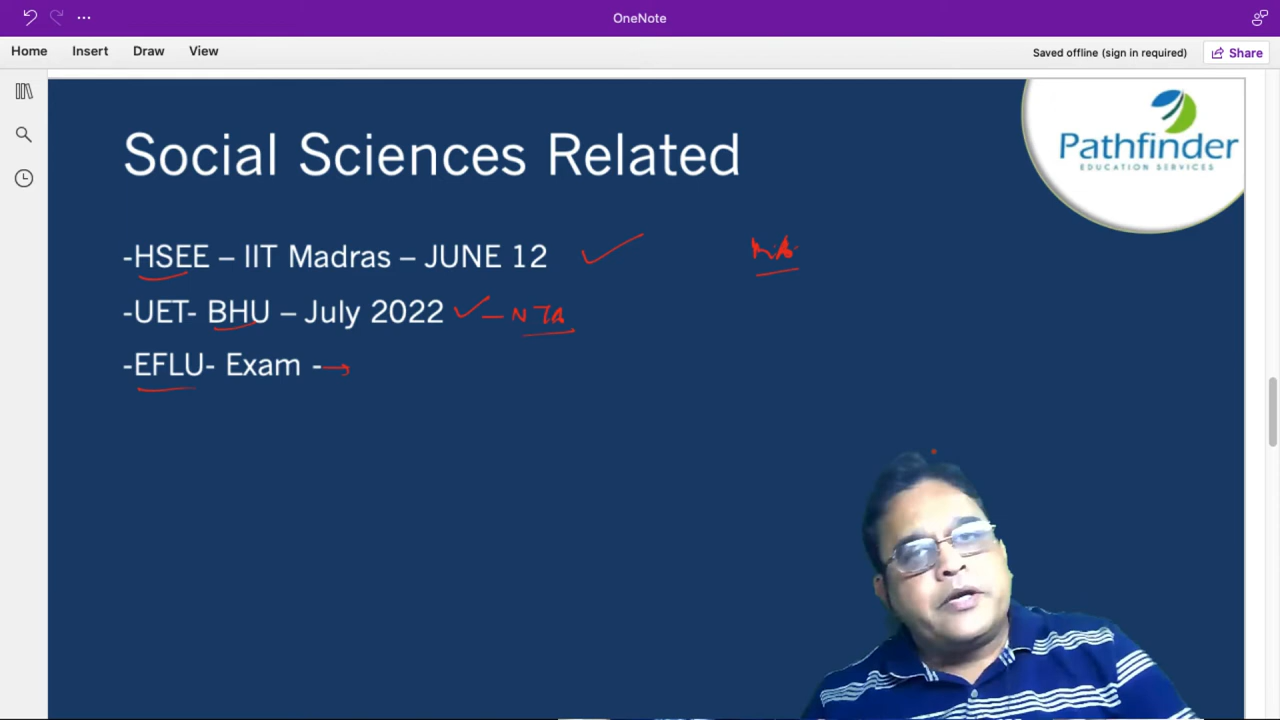 OneNote
Home Insert Draw View Saved offline (sign in required) Share
Pathfinder
EDUCATION SERVICES
Social Sciences Related
-HSEE – IIT Madras – JUNE 12
-UET- BHU – July 2022 – NTA
-EFLU- Exam -